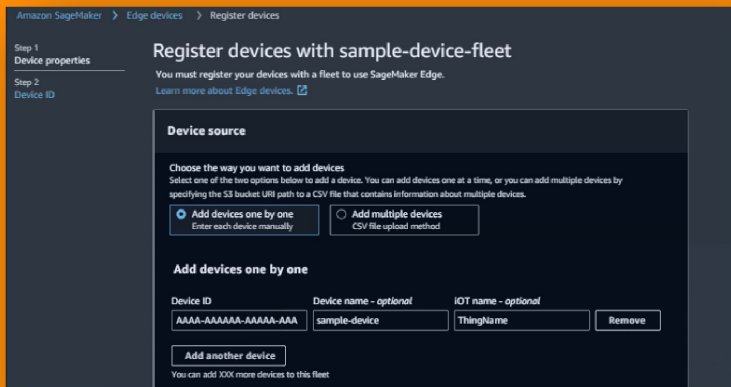 Amazon SageMaker > Edge devices > Register devices
Step 1
Device properties
Step 2
Device ID
Register devices with sample-device-fleet
You must register your devices with a fleet to use SageMaker Edge.
Learn more about Edge devices.
Device source
Choose the way you want to add devices
Select one of the two options below to add a device. You can add devices one at a time, or you can add multiple devices by
specifying the S3 bucket URI path to a CSV file that contains information about multiple devices.
Add devices one by one
Enter each device manually
Add multiple devices
CSV file upload method
Add devices one by one
Device ID
Device name - optional
iOT name - optional
AAAA-AAAAAA-AAAAA-AAA
sample-device
ThingName
Remove
Add another device
You can add XXX more devices to this fleet